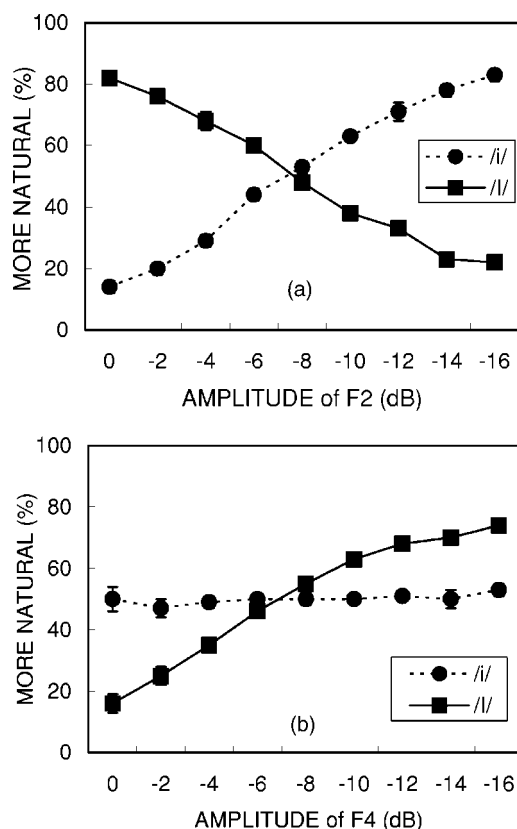 100
80
60
40
20
0
MORE NATURAL (%)
/i/
/I/
(a)
0 -2 -4 -6 -8 -10 -12 -14 -16
AMPLITUDE of F2 (dB)
100
80
60
40
20
0
MORE NATURAL (%)
/i/
/I/
(b)
0 -2 -4 -6 -8 -10 -12 -14 -16
AMPLITUDE of F4 (dB)